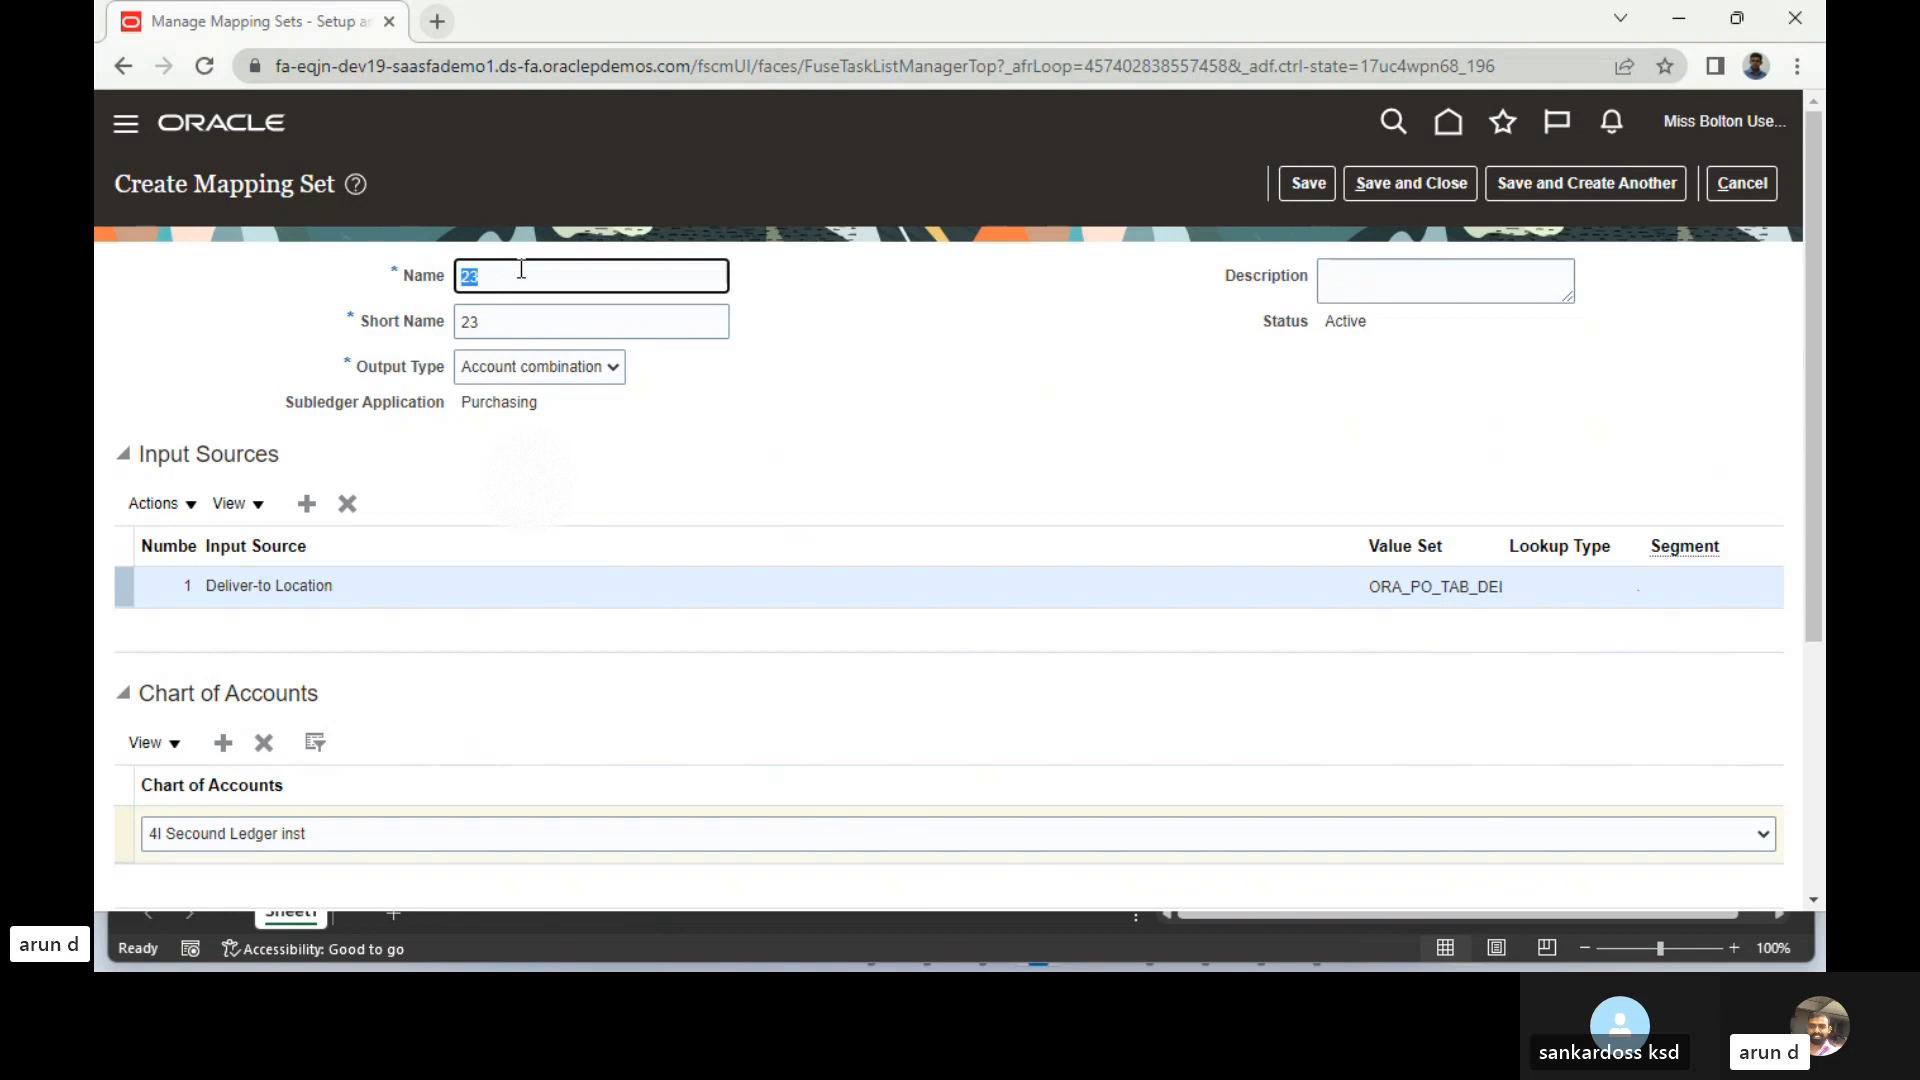 Manage Mapping Sets - Setup a
fa-eqjn-dev19-saasfademo1.ds-fa.oraclepdemos.com/fscmUI/faces/FuseTaskListManagerTop?_afrLoop=4574028385574588&_adf.ctrl-state=17uc4wpn68_196
ORACLE
Miss Bolton Use...
Create Mapping Set ?
Save
Save and Close
Save and Create Another
Cancel
* Name 23
Description
* Short Name 23
Status Active
* Output Type Account combination
Subledger Application Purchasing
Input Sources
Actions View
Numbe Input Source Value Set Lookup Type Segment
1 Deliver-to Location ORA_PO_TAB_DEI .
Chart of Accounts
View
Chart of Accounts
4I Secound Ledger inst
Sheet1
Ready
Accessibility: Good to go
100%
arun d
sankardoss ksd
arun d